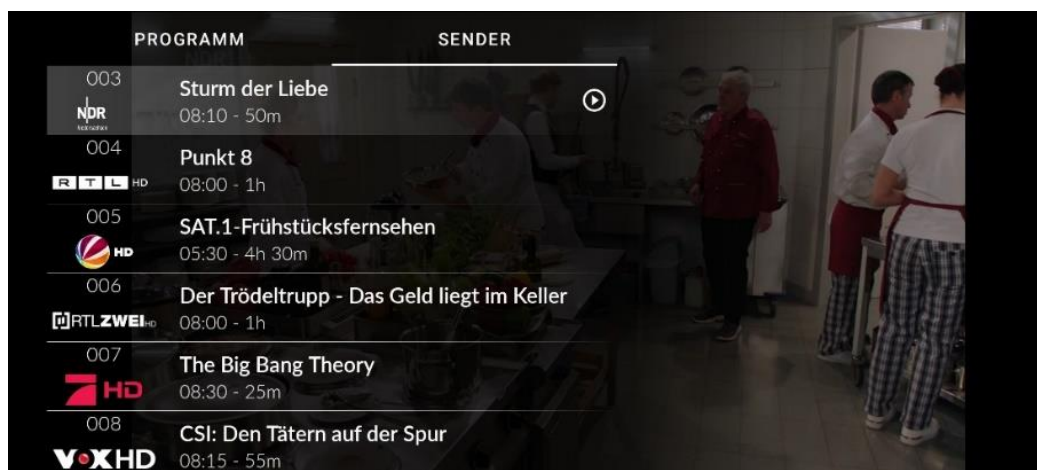 PROGRAMM SENDER
003
NDR
Sturm der Liebe
08:10 - 50m
004
RTL HD
Punkt 8
08:00 - 1h
005
HD
SAT.1-Frühstücksfernsehen
05:30 - 4h 30m
006
RTLZWEI HD
Der Trödeltrupp - Das Geld liegt im Keller
08:00 - 1h
007
HD
The Big Bang Theory
08:30 - 25m
008
VOXHD
CSI: Den Tätern auf der Spur
08:15 - 55m